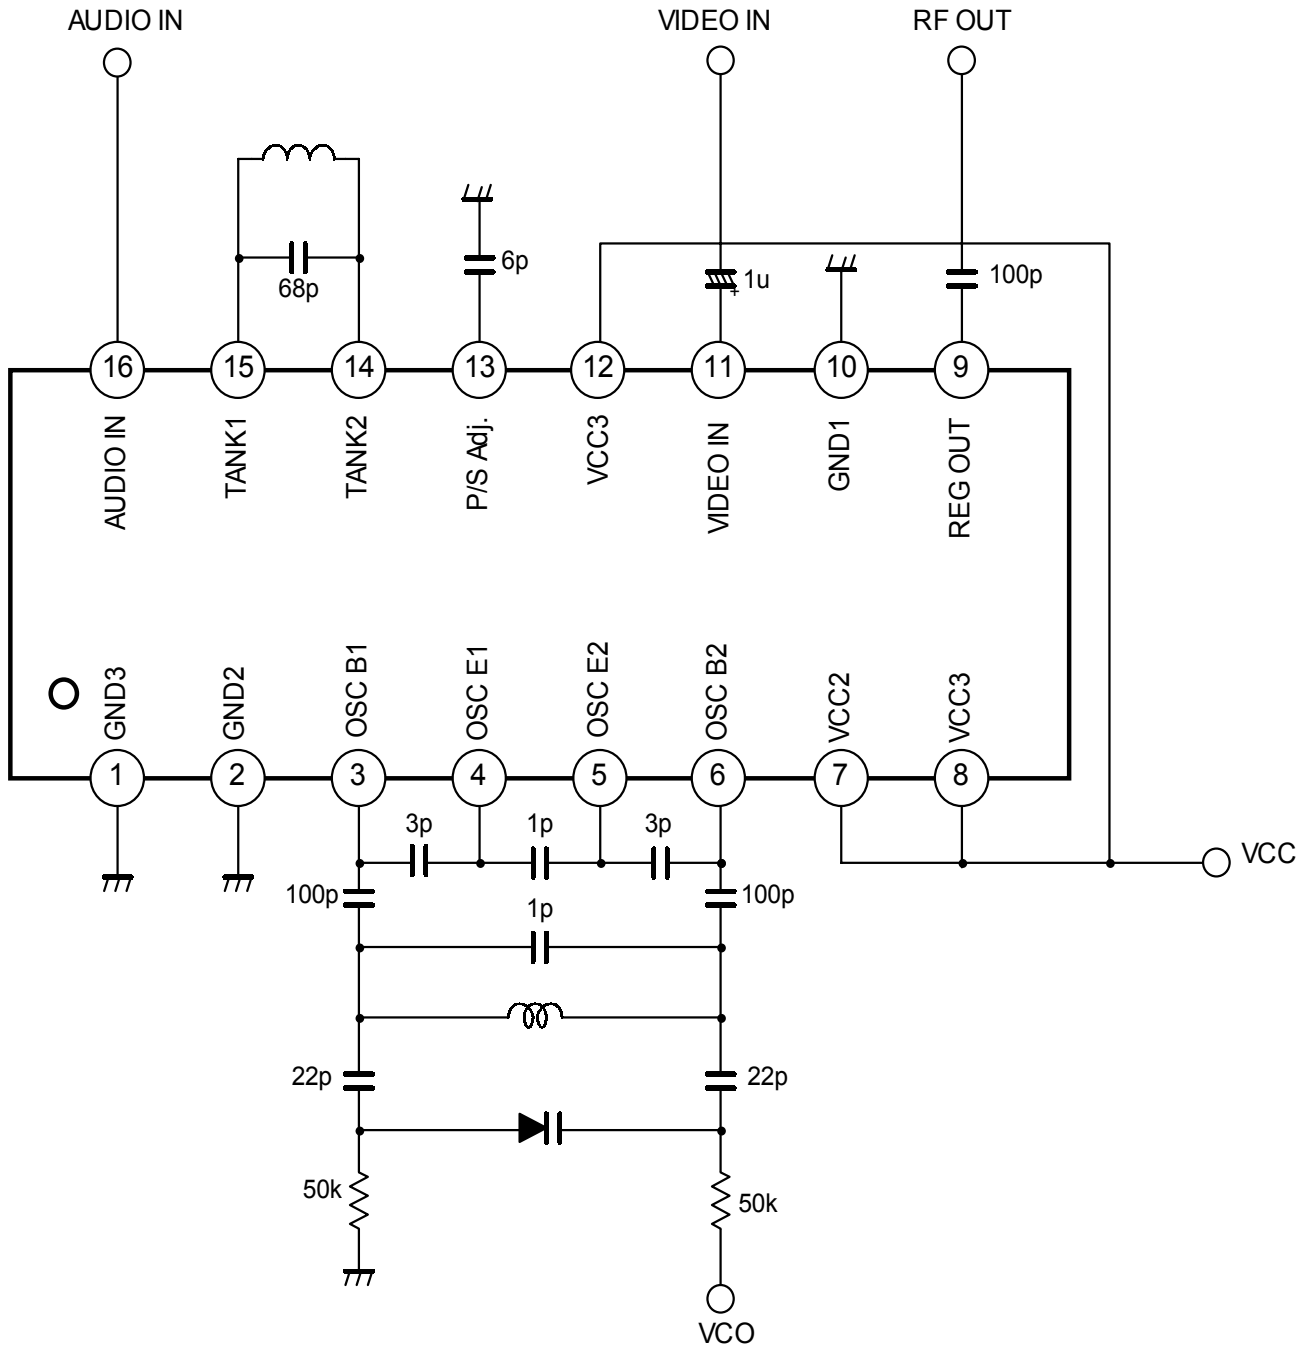 AUDIO IN
VIDEO IN
RF OUT
6p
1u
+
100p
68p
16
15
14
13
12
11
10
9
AUDIO IN
TANK1
TANK2
P/S Adj.
VCC3
VIDEO IN
GND1
REG OUT
GND3
GND2
OSC B1
OSC E1
OSC E2
OSC B2
VCC2
VCC3
1
2
3
4
5
6
7
8
3p
1p
3p
VCC
100p
1p
100p
22p
22p
50k
50k
VCO